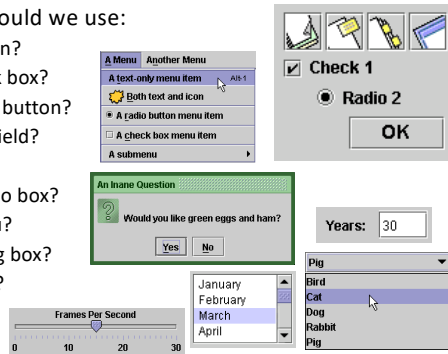 ould we use:
n?
k box?
button?
ield?
o box?
u?
g box?
?
A Menu Another Menu
A text-only menu item Alt-1
Both text and icon
A radio button menu item
A check box menu item
A submenu
Check 1
Radio 2
OK
An Inane Question
Would you like green eggs and ham?
Yes No
Years: 30
January
February
March
April
Pig
Bird
Cat
Dog
Rabbit
Pig
Frames Per Second
0 10 20 30